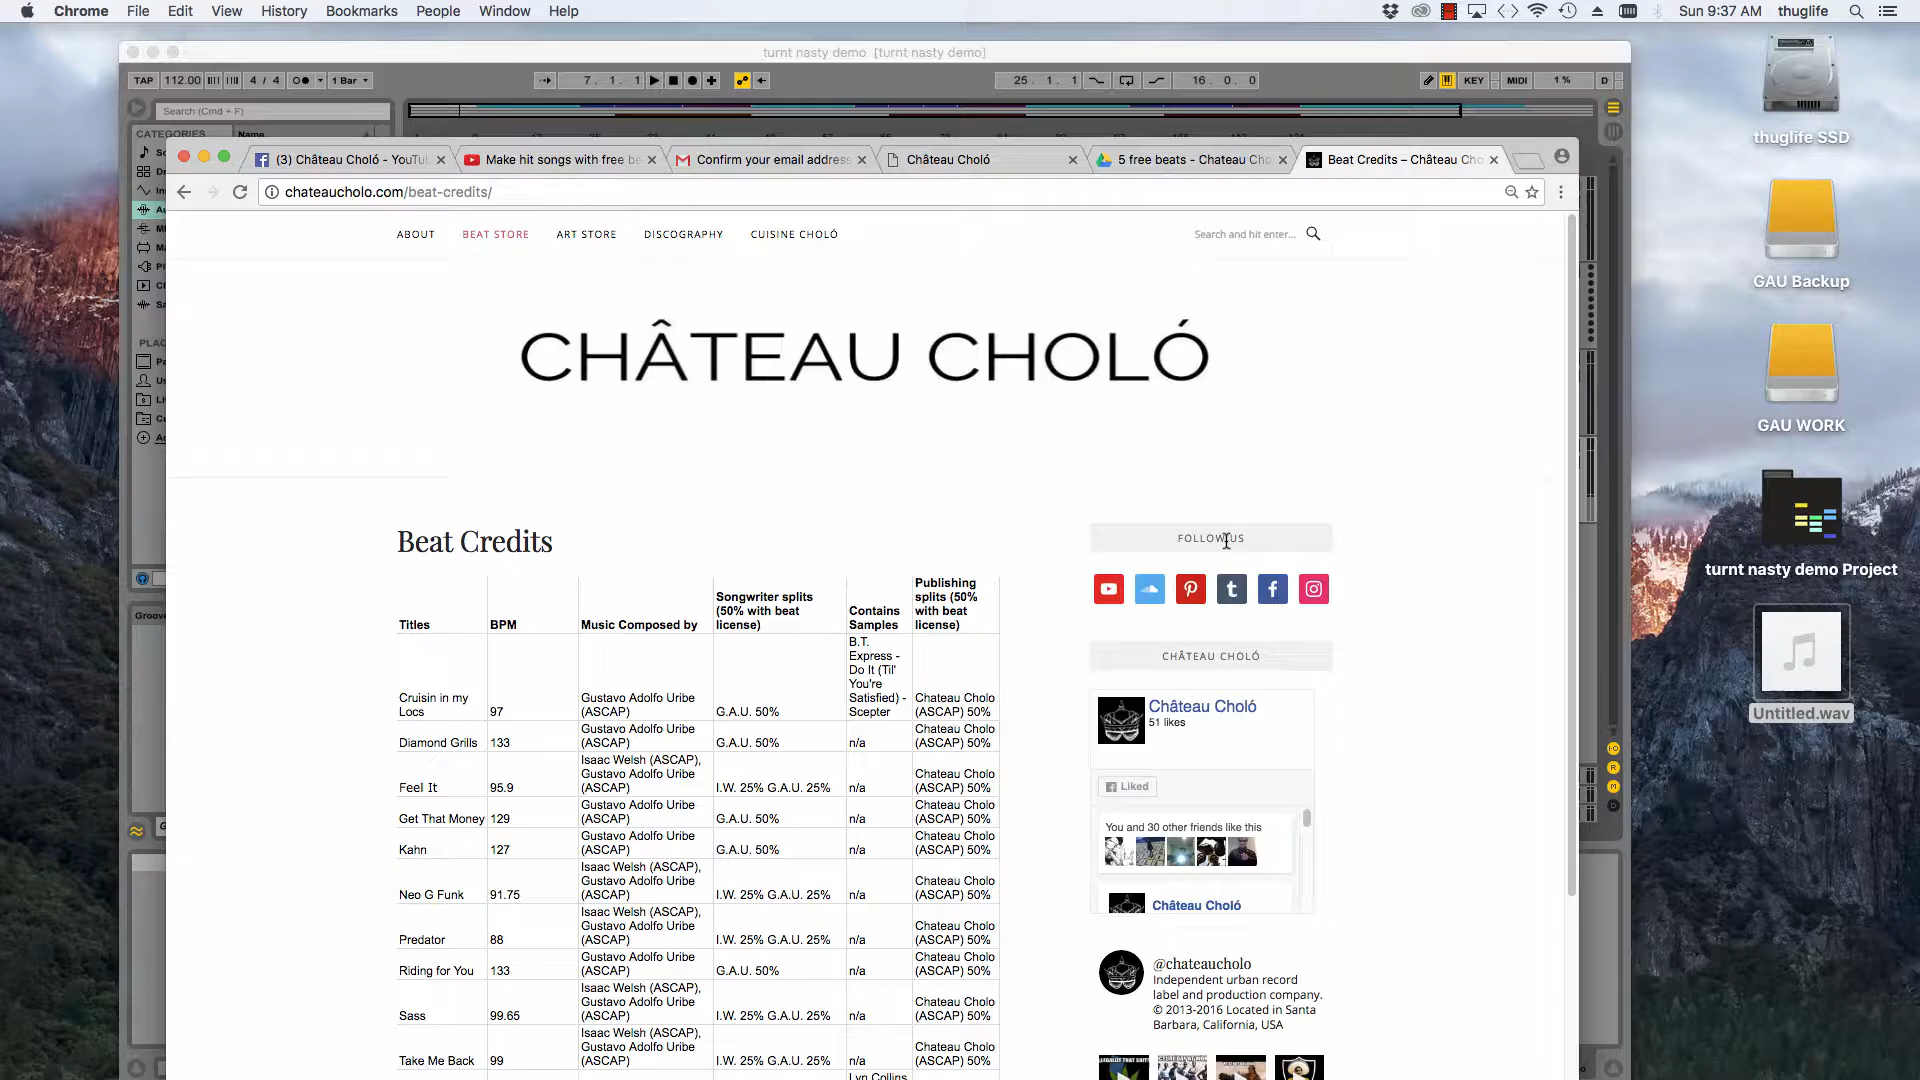 Chrome File Edit View History Bookmarks People Window Help
Sun 9:37 AM thuglife
turnt nasty demo [turnt nasty demo]
TAP 112.00 4 / 4 1 Bar 7. 1. 1 25. 1. 1 16. 0. 0 KEY MIDI 1 % D
Search (Cmd + F)
CATEGORIES Name
PLAC
Groove
(3) Château Choló - YouTu
Make hit songs with free be
Confirm your email address
Château Choló
5 free beats - Chateau Cho
Beat Credits – Château Cho
chateaucholo.com/beat-credits/
ABOUT BEAT STORE ART STORE DISCOGRAPHY CUISINE CHOLÓ
Search and hit enter...
CHÂTEAU CHOLÓ
Beat Credits
Titles BPM Music Composed by Songwriter splits (50% with beat license) Contains Samples Publishing splits (50% with beat license)
Cruisin in my Locs 97 Gustavo Adolfo Uribe (ASCAP) G.A.U. 50% B.T. Express - Do It (Til' You're Satisfied) - Scepter Chateau Cholo (ASCAP) 50%
Diamond Grills 133 Gustavo Adolfo Uribe (ASCAP) G.A.U. 50% n/a Chateau Cholo (ASCAP) 50%
Feel It 95.9 Isaac Welsh (ASCAP), Gustavo Adolfo Uribe (ASCAP) I.W. 25% G.A.U. 25% n/a Chateau Cholo (ASCAP) 50%
Get That Money 129 Gustavo Adolfo Uribe (ASCAP) G.A.U. 50% n/a Chateau Cholo (ASCAP) 50%
Kahn 127 Gustavo Adolfo Uribe (ASCAP) G.A.U. 50% n/a Chateau Cholo (ASCAP) 50%
Neo G Funk 91.75 Isaac Welsh (ASCAP), Gustavo Adolfo Uribe (ASCAP) I.W. 25% G.A.U. 25% n/a Chateau Cholo (ASCAP) 50%
Predator 88 Isaac Welsh (ASCAP), Gustavo Adolfo Uribe (ASCAP) I.W. 25% G.A.U. 25% n/a Chateau Cholo (ASCAP) 50%
Riding for You 133 Gustavo Adolfo Uribe (ASCAP) G.A.U. 50% n/a Chateau Cholo (ASCAP) 50%
Sass 99.65 Isaac Welsh (ASCAP), Gustavo Adolfo Uribe (ASCAP) I.W. 25% G.A.U. 25% n/a Chateau Cholo (ASCAP) 50%
Take Me Back 99 Isaac Welsh (ASCAP), Gustavo Adolfo Uribe (ASCAP) I.W. 25% G.A.U. 25% n/a Chateau Cholo (ASCAP) 50%
Lyn Collins
FOLLOW US
CHÂTEAU CHOLÓ
Château Choló
51 likes
Liked
You and 30 other friends like this
Château Choló
@chateaucholo
Independent urban record
label and production company.
© 2013-2016 Located in Santa
Barbara, California, USA
thuglife SSD
GAU Backup
GAU WORK
turnt nasty demo Project
Untitled.wav